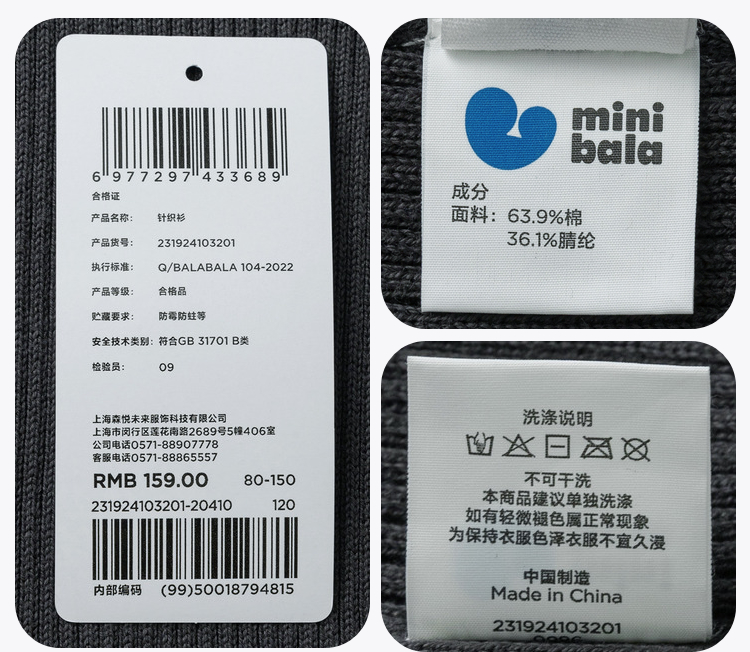 6 977297 433689
合格证
产品名称： 针织衫
产品货号： 231924103201
执行标准： Q/BALABALA 104-2022
产品等级： 合格品
贮藏要求： 防霉防蛀等
安全技术类别：符合GB 31701 B类
检验员： 09
上海森悦未来服饰科技有限公司
上海市闵行区莲花南路2689号5幢406室
公司电话0571-88907778
客服电话0571-88865557
RMB 159.00 80-150
231924103201-20410 120
内部编码 (99)50018794815
mini
bala
成分
面料：63.9%棉
36.1%腈纶
洗涤说明
不可干洗
本商品建议单独洗涤
如有轻微褪色属正常现象
为保持衣服色泽衣服不宜久浸
中国制造
Made in China
231924103201